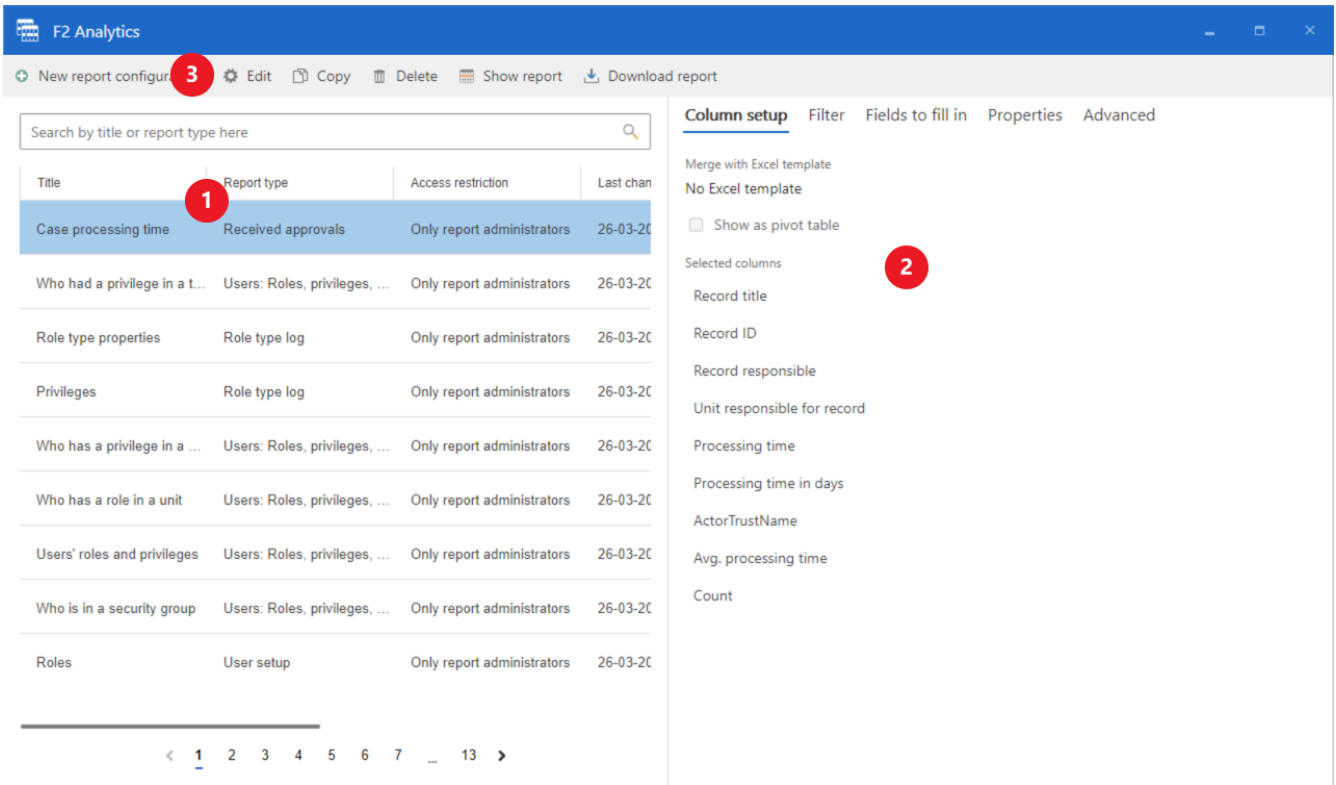 F2 Analytics
New report configura 3 Edit Copy Delete Show report Download report
Search by title or report type here
Title Report type Access restriction Last chan
1
Case processing time Received approvals Only report administrators 26-03-20
Who had a privilege in a t... Users: Roles, privileges, ... Only report administrators 26-03-20
Role type properties Role type log Only report administrators 26-03-20
Privileges Role type log Only report administrators 26-03-20
Who has a privilege in a ... Users: Roles, privileges, ... Only report administrators 26-03-20
Who has a role in a unit Users: Roles, privileges, ... Only report administrators 26-03-20
Users' roles and privileges Users: Roles, privileges, ... Only report administrators 26-03-20
Who is in a security group Users: Roles, privileges, ... Only report administrators 26-03-20
Roles User setup Only report administrators 26-03-20
1 2 3 4 5 6 7 ... 13
Column setup Filter Fields to fill in Properties Advanced
Merge with Excel template
No Excel template
Show as pivot table
Selected columns
2
Record title
Record ID
Record responsible
Unit responsible for record
Processing time
Processing time in days
ActorTrustName
Avg. processing time
Count